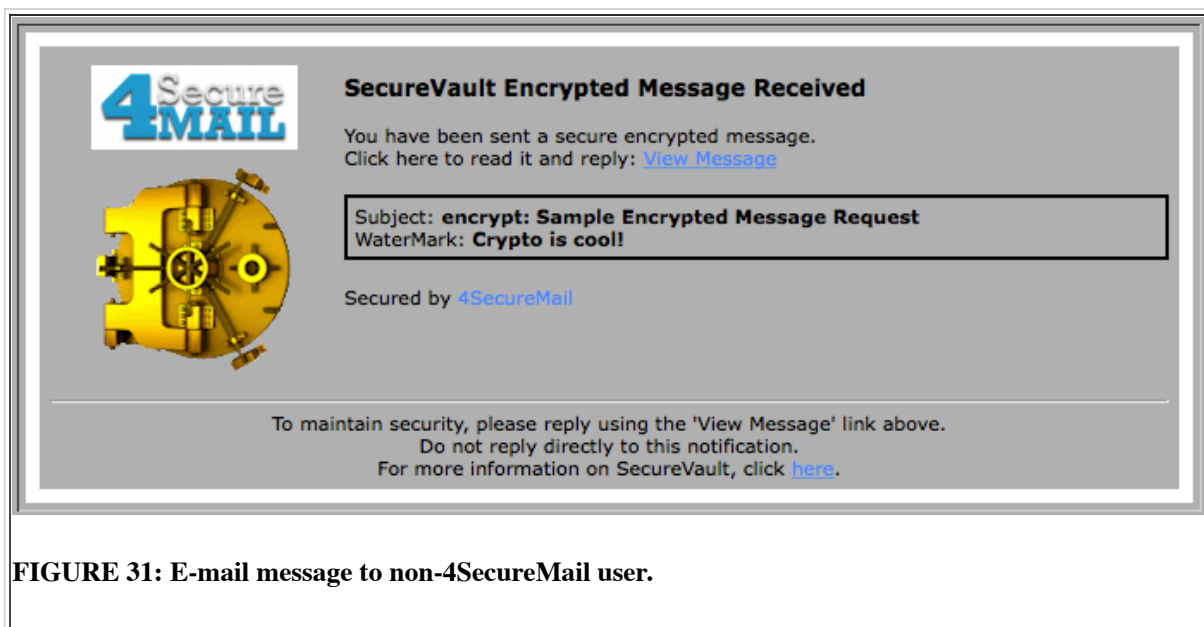 4Secure
MAIL
SecureVault Encrypted Message Received
You have been sent a secure encrypted message.
Click here to read it and reply: View Message
Subject: encrypt: Sample Encrypted Message Request
WaterMark: Crypto is cool!
Secured by 4SecureMail
To maintain security, please reply using the 'View Message' link above.
Do not reply directly to this notification.
For more information on SecureVault, click here.
FIGURE 31: E-mail message to non-4SecureMail user.